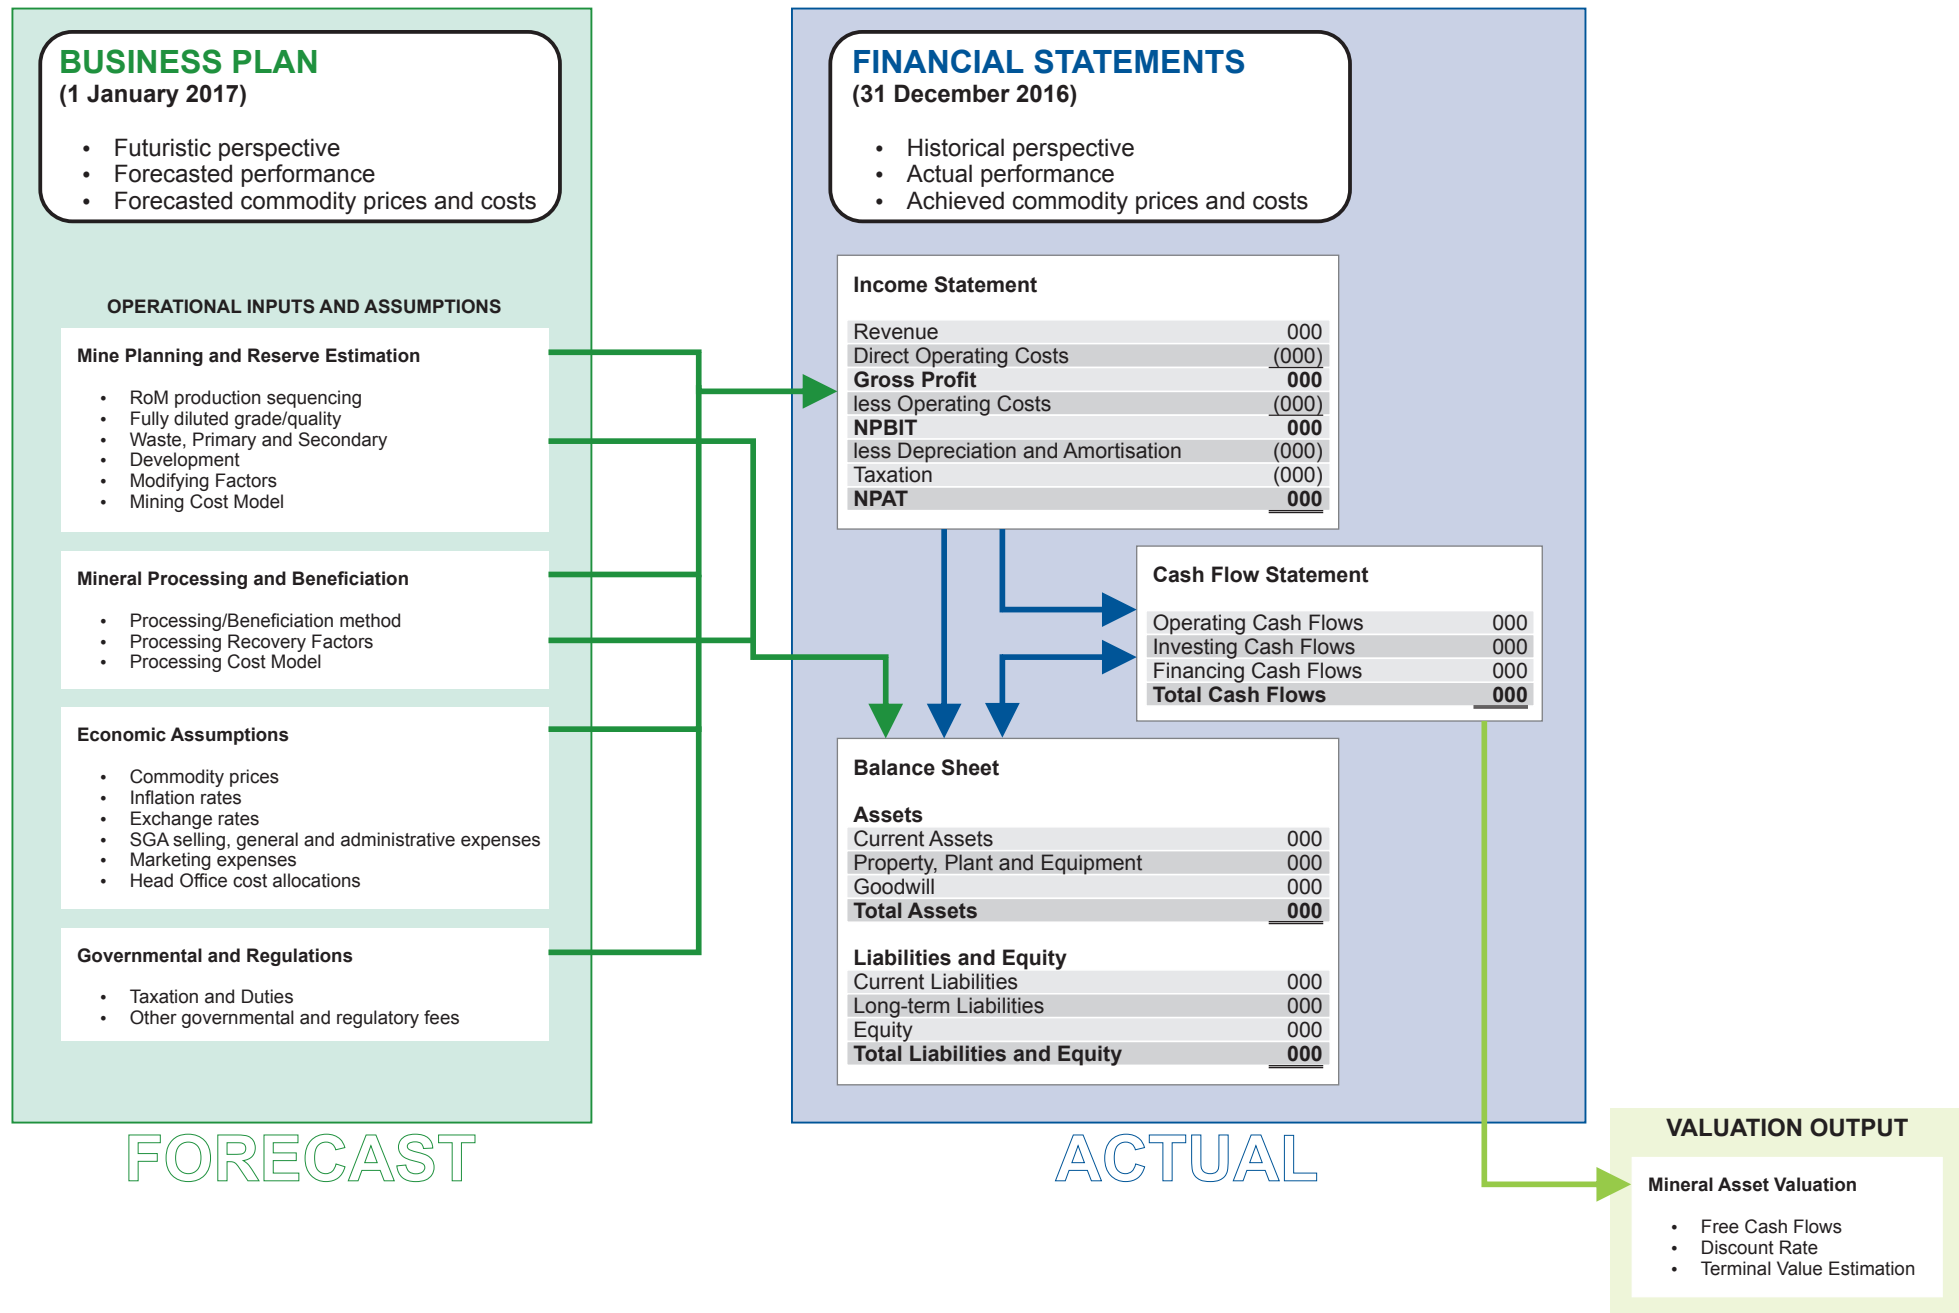 BUSINESS PLAN
(1 January 2017)
• Futuristic perspective
• Forecasted performance
• Forecasted commodity prices and costs
OPERATIONAL INPUTS AND ASSUMPTIONS
Mine Planning and Reserve Estimation
• RoM production sequencing
• Fully diluted grade/quality
• Waste, Primary and Secondary
• Development
• Modifying Factors
• Mining Cost Model
Mineral Processing and Beneficiation
• Processing/Beneficiation method
• Processing Recovery Factors
• Processing Cost Model
Economic Assumptions
• Commodity prices
• Inflation rates
• Exchange rates
• SGA selling, general and administrative expenses
• Marketing expenses
• Head Office cost allocations
Governmental and Regulations
• Taxation and Duties
• Other governmental and regulatory fees
FORECAST
FINANCIAL STATEMENTS
(31 December 2016)
• Historical perspective
• Actual performance
• Achieved commodity prices and costs
Income Statement
Revenue 000
Direct Operating Costs (000)
Gross Profit 000
less Operating Costs (000)
NPBIT 000
less Depreciation and Amortisation (000)
Taxation (000)
NPAT 000
Cash Flow Statement
Operating Cash Flows 000
Investing Cash Flows 000
Financing Cash Flows 000
Total Cash Flows 000
Balance Sheet
Assets
Current Assets 000
Property, Plant and Equipment 000
Goodwill 000
Total Assets 000
Liabilities and Equity
Current Liabilities 000
Long-term Liabilities 000
Equity 000
Total Liabilities and Equity 000
ACTUAL
VALUATION OUTPUT
Mineral Asset Valuation
• Free Cash Flows
• Discount Rate
• Terminal Value Estimation